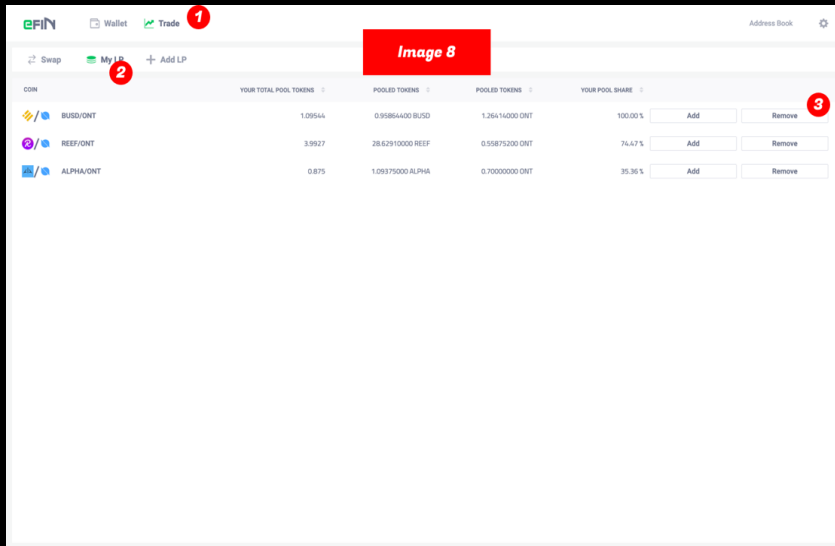 eFIN Wallet Trade 1 Address Book
Image 8
Swap My LP + Add LP
2
COIN YOUR TOTAL POOL TOKENS POOLED TOKENS POOLED TOKENS YOUR POOL SHARE
3
BUSD/ONT 1.09544 0.95864400 BUSD 1.26414000 ONT 100.00 % Add Remove
REEF/ONT 3.9927 28.62910000 REEF 0.55875200 ONT 74.47 % Add Remove
ALPHA/ONT 0.875 1.09375000 ALPHA 0.70000000 ONT 35.36 % Add Remove